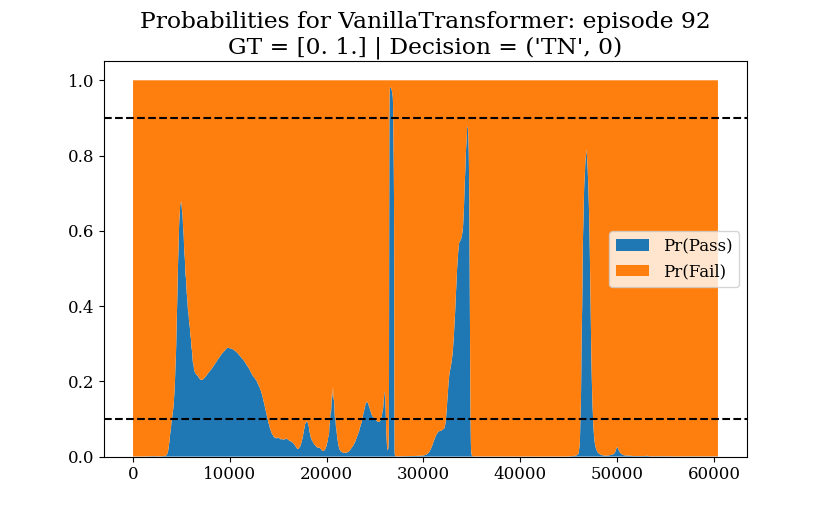 Probabilities for VanillaTransformer: episode 92
GT = [0. 1.] | Decision = ('TN', 0)
1.0
0.8
0.6
0.4
0.2
0.0
Pr(Pass)
Pr(Fail)
0 10000 20000 30000 40000 50000 60000